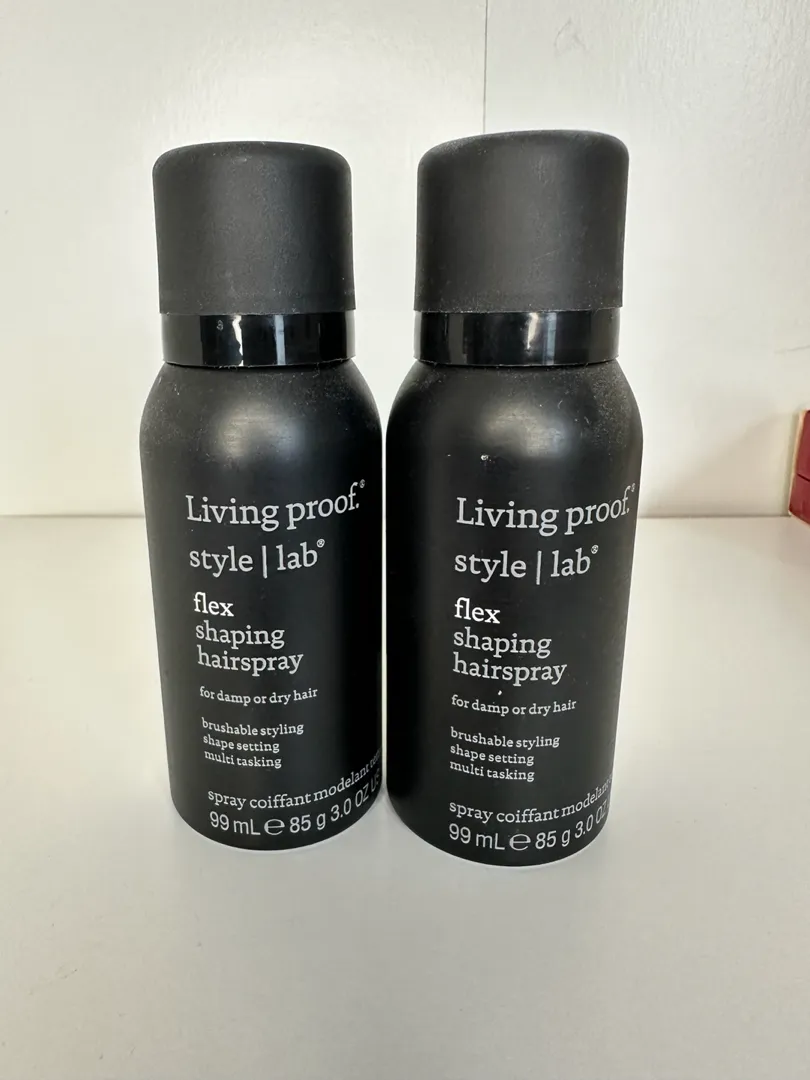 Living proof.®
style | lab®
flex
shaping
hairspray
for damp or dry hair
brushable styling
shape setting
multi tasking
spray coiffant modelant
99 mL ℮ 85 g 3.0 OZ US
Living proof.®
style | lab®
flex
shaping
hairspray
for damp or dry hair
brushable styling
shape setting
multi tasking
spray coiffant modelant
99 mL ℮ 85 g 3.0 OZ